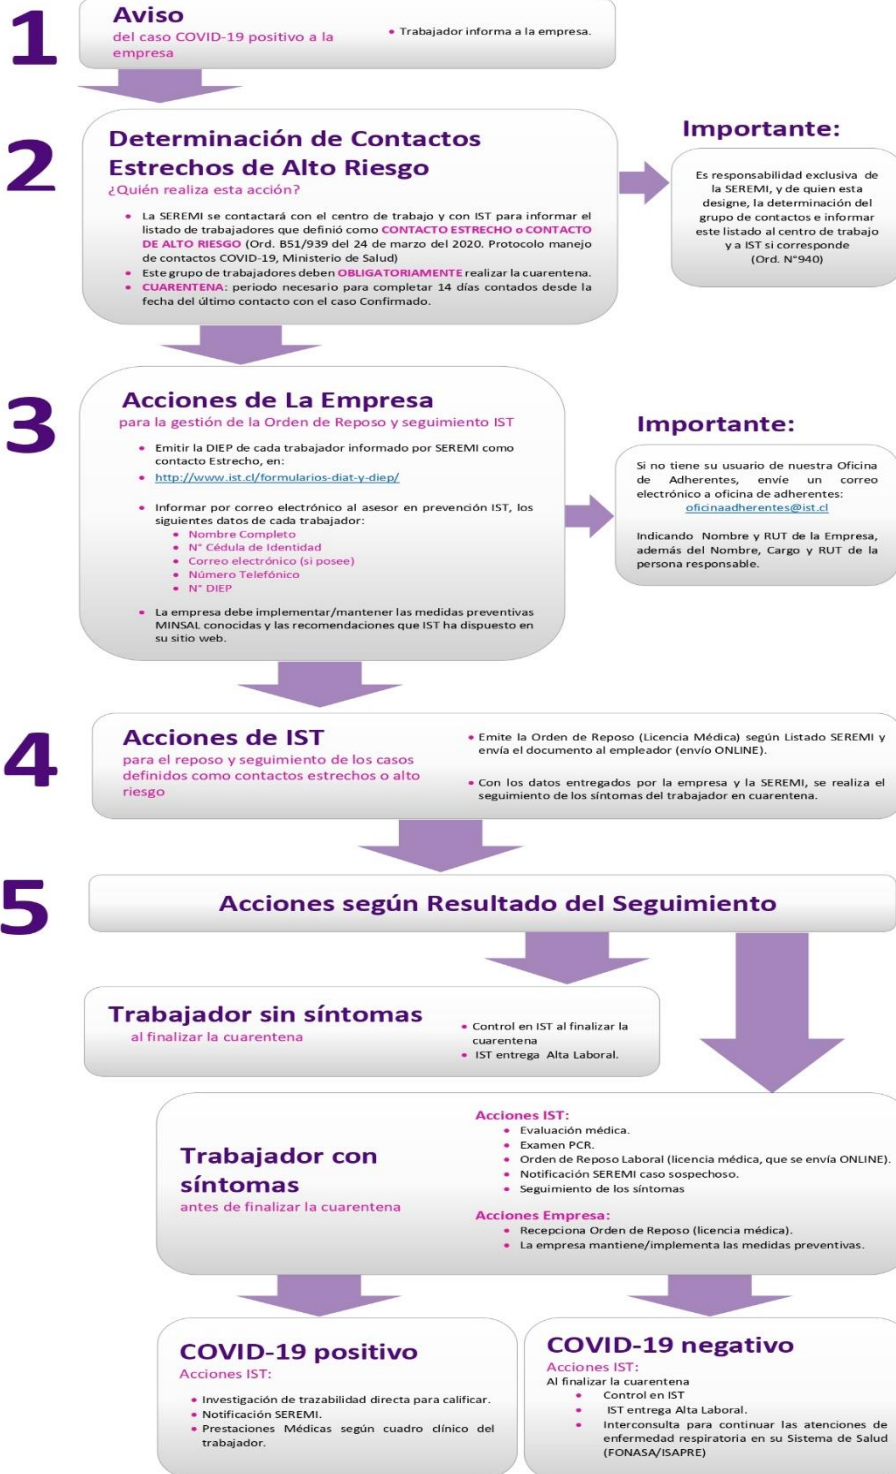 1
Aviso
del caso COVID-19 positivo a la
empresa
• Trabajador informa a la empresa.
2
Determinación de Contactos
Estrechos de Alto Riesgo
¿Quién realiza esta acción?
• La SEREMI se contactará con el centro de trabajo y con IST para informar el
listado de trabajadores que definió como CONTACTO ESTRECHO o CONTACTO
DE ALTO RIESGO (Ord. B51/939 del 24 de marzo del 2020. Protocolo manejo
de contactos COVID-19, Ministerio de Salud)
• Este grupo de trabajadores deben OBLIGATORIAMENTE realizar la cuarentena.
• CUARENTENA: periodo necesario para completar 14 días contados desde la
fecha del último contacto con el caso Confirmado.
Importante:
Es responsabilidad exclusiva de
la SEREMI, y de quien esta
designe, la determinación del
grupo de contactos e informar
este listado al centro de trabajo
y a IST si corresponde
(Ord. N°940)
3
Acciones de La Empresa
para la gestión de la Orden de Reposo y seguimiento IST
• Emitir la DIEP de cada trabajador informado por SEREMI como
contacto Estrecho, en:
• http://www.ist.cl/formularios-diat-y-diep/
• Informar por correo electrónico al asesor en prevención IST, los
siguientes datos de cada trabajador:
• Nombre Completo
• N° Cédula de Identidad
• Correo electrónico (si posee)
• Número Telefónico
• N° DIEP
• La empresa debe implementar/mantener las medidas preventivas
MINSAL conocidas y las recomendaciones que IST ha dispuesto en
su sitio web.
Importante:
Si no tiene su usuario de nuestra Oficina
de Adherentes, envíe un correo
electrónico a oficina de adherentes:
oficinaadherentes@ist.cl
Indicando Nombre y RUT de la Empresa,
además del Nombre, Cargo y RUT de la
persona responsable.
4
Acciones de IST
para el reposo y seguimiento de los casos
definidos como contactos estrechos o alto
riesgo
• Emite la Orden de Reposo (Licencia Médica) según Listado SEREMI y
envía el documento al empleador (envío ONLINE).
• Con los datos entregados por la empresa y la SEREMI, se realiza el
seguimiento de los síntomas del trabajador en cuarentena.
5
Acciones según Resultado del Seguimiento
Trabajador sin síntomas
al finalizar la cuarentena
• Control en IST al finalizar la
cuarentena
• IST entrega Alta Laboral.
Trabajador con
síntomas
antes de finalizar la cuarentena
Acciones IST:
• Evaluación médica.
• Examen PCR.
• Orden de Reposo Laboral (licencia médica, que se envía ONLINE).
• Notificación SEREMI caso sospechoso.
• Seguimiento de los síntomas
Acciones Empresa:
• Recepciona Orden de Reposo (licencia médica).
• La empresa mantiene/implementa las medidas preventivas.
COVID-19 positivo
Acciones IST:
• Investigación de trazabilidad directa para calificar.
• Notificación SEREMI.
• Prestaciones Médicas según cuadro clínico del
trabajador.
COVID-19 negativo
Acciones IST:
Al finalizar la cuarentena
• Control en IST
• IST entrega Alta Laboral.
• Interconsulta para continuar las atenciones de
enfermedad respiratoria en su Sistema de Salud
(FONASA/ISAPRE)